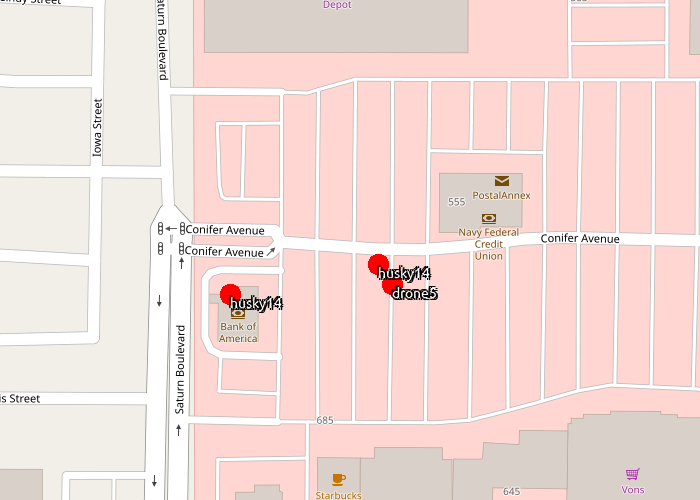 Depot
Saturn Boulevard
Iowa Street
PostalAnnex
555
Navy Federal
Credit
Union
Conifer Avenue
Conifer Avenue
Conifer Avenue
husky14
drone5
husky14
Bank of
America
Saturn Boulevard
is Street
685
Vons
645
Starbucks